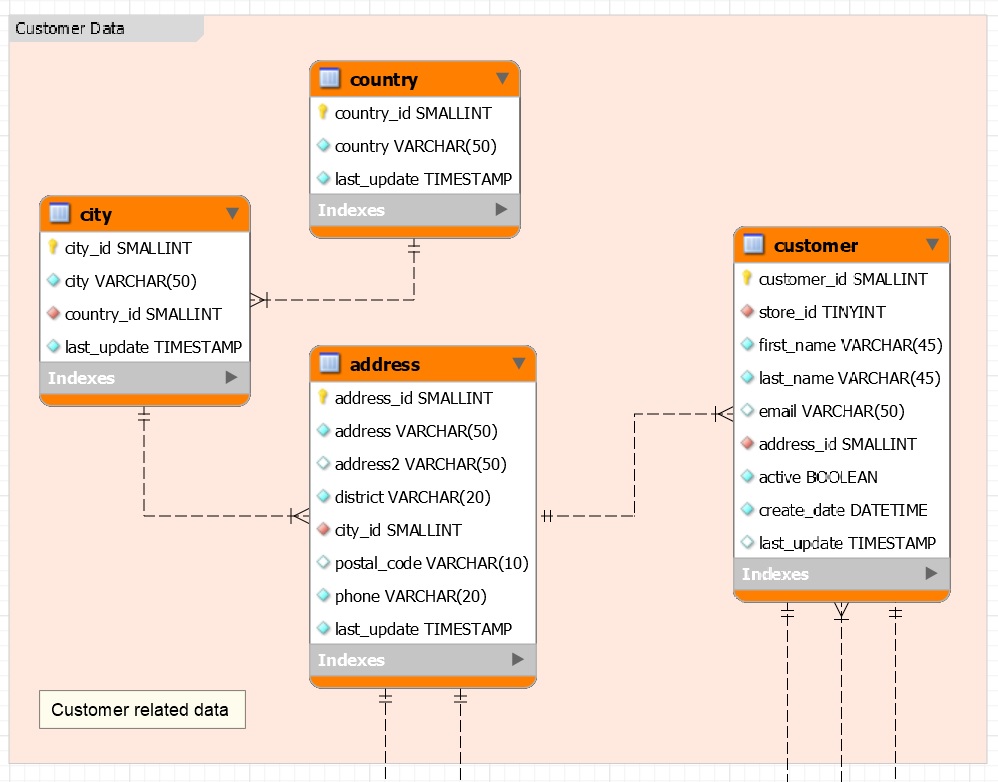 Customer Data
country
country_id SMALLINT
country VARCHAR(50)
last_update TIMESTAMP
Indexes
city
city_id SMALLINT
city VARCHAR(50)
country_id SMALLINT
last_update TIMESTAMP
Indexes
address
address_id SMALLINT
address VARCHAR(50)
address2 VARCHAR(50)
district VARCHAR(20)
city_id SMALLINT
postal_code VARCHAR(10)
phone VARCHAR(20)
last_update TIMESTAMP
Indexes
customer
customer_id SMALLINT
store_id TINYINT
first_name VARCHAR(45)
last_name VARCHAR(45)
email VARCHAR(50)
address_id SMALLINT
active BOOLEAN
create_date DATETIME
last_update TIMESTAMP
Indexes
Customer related data